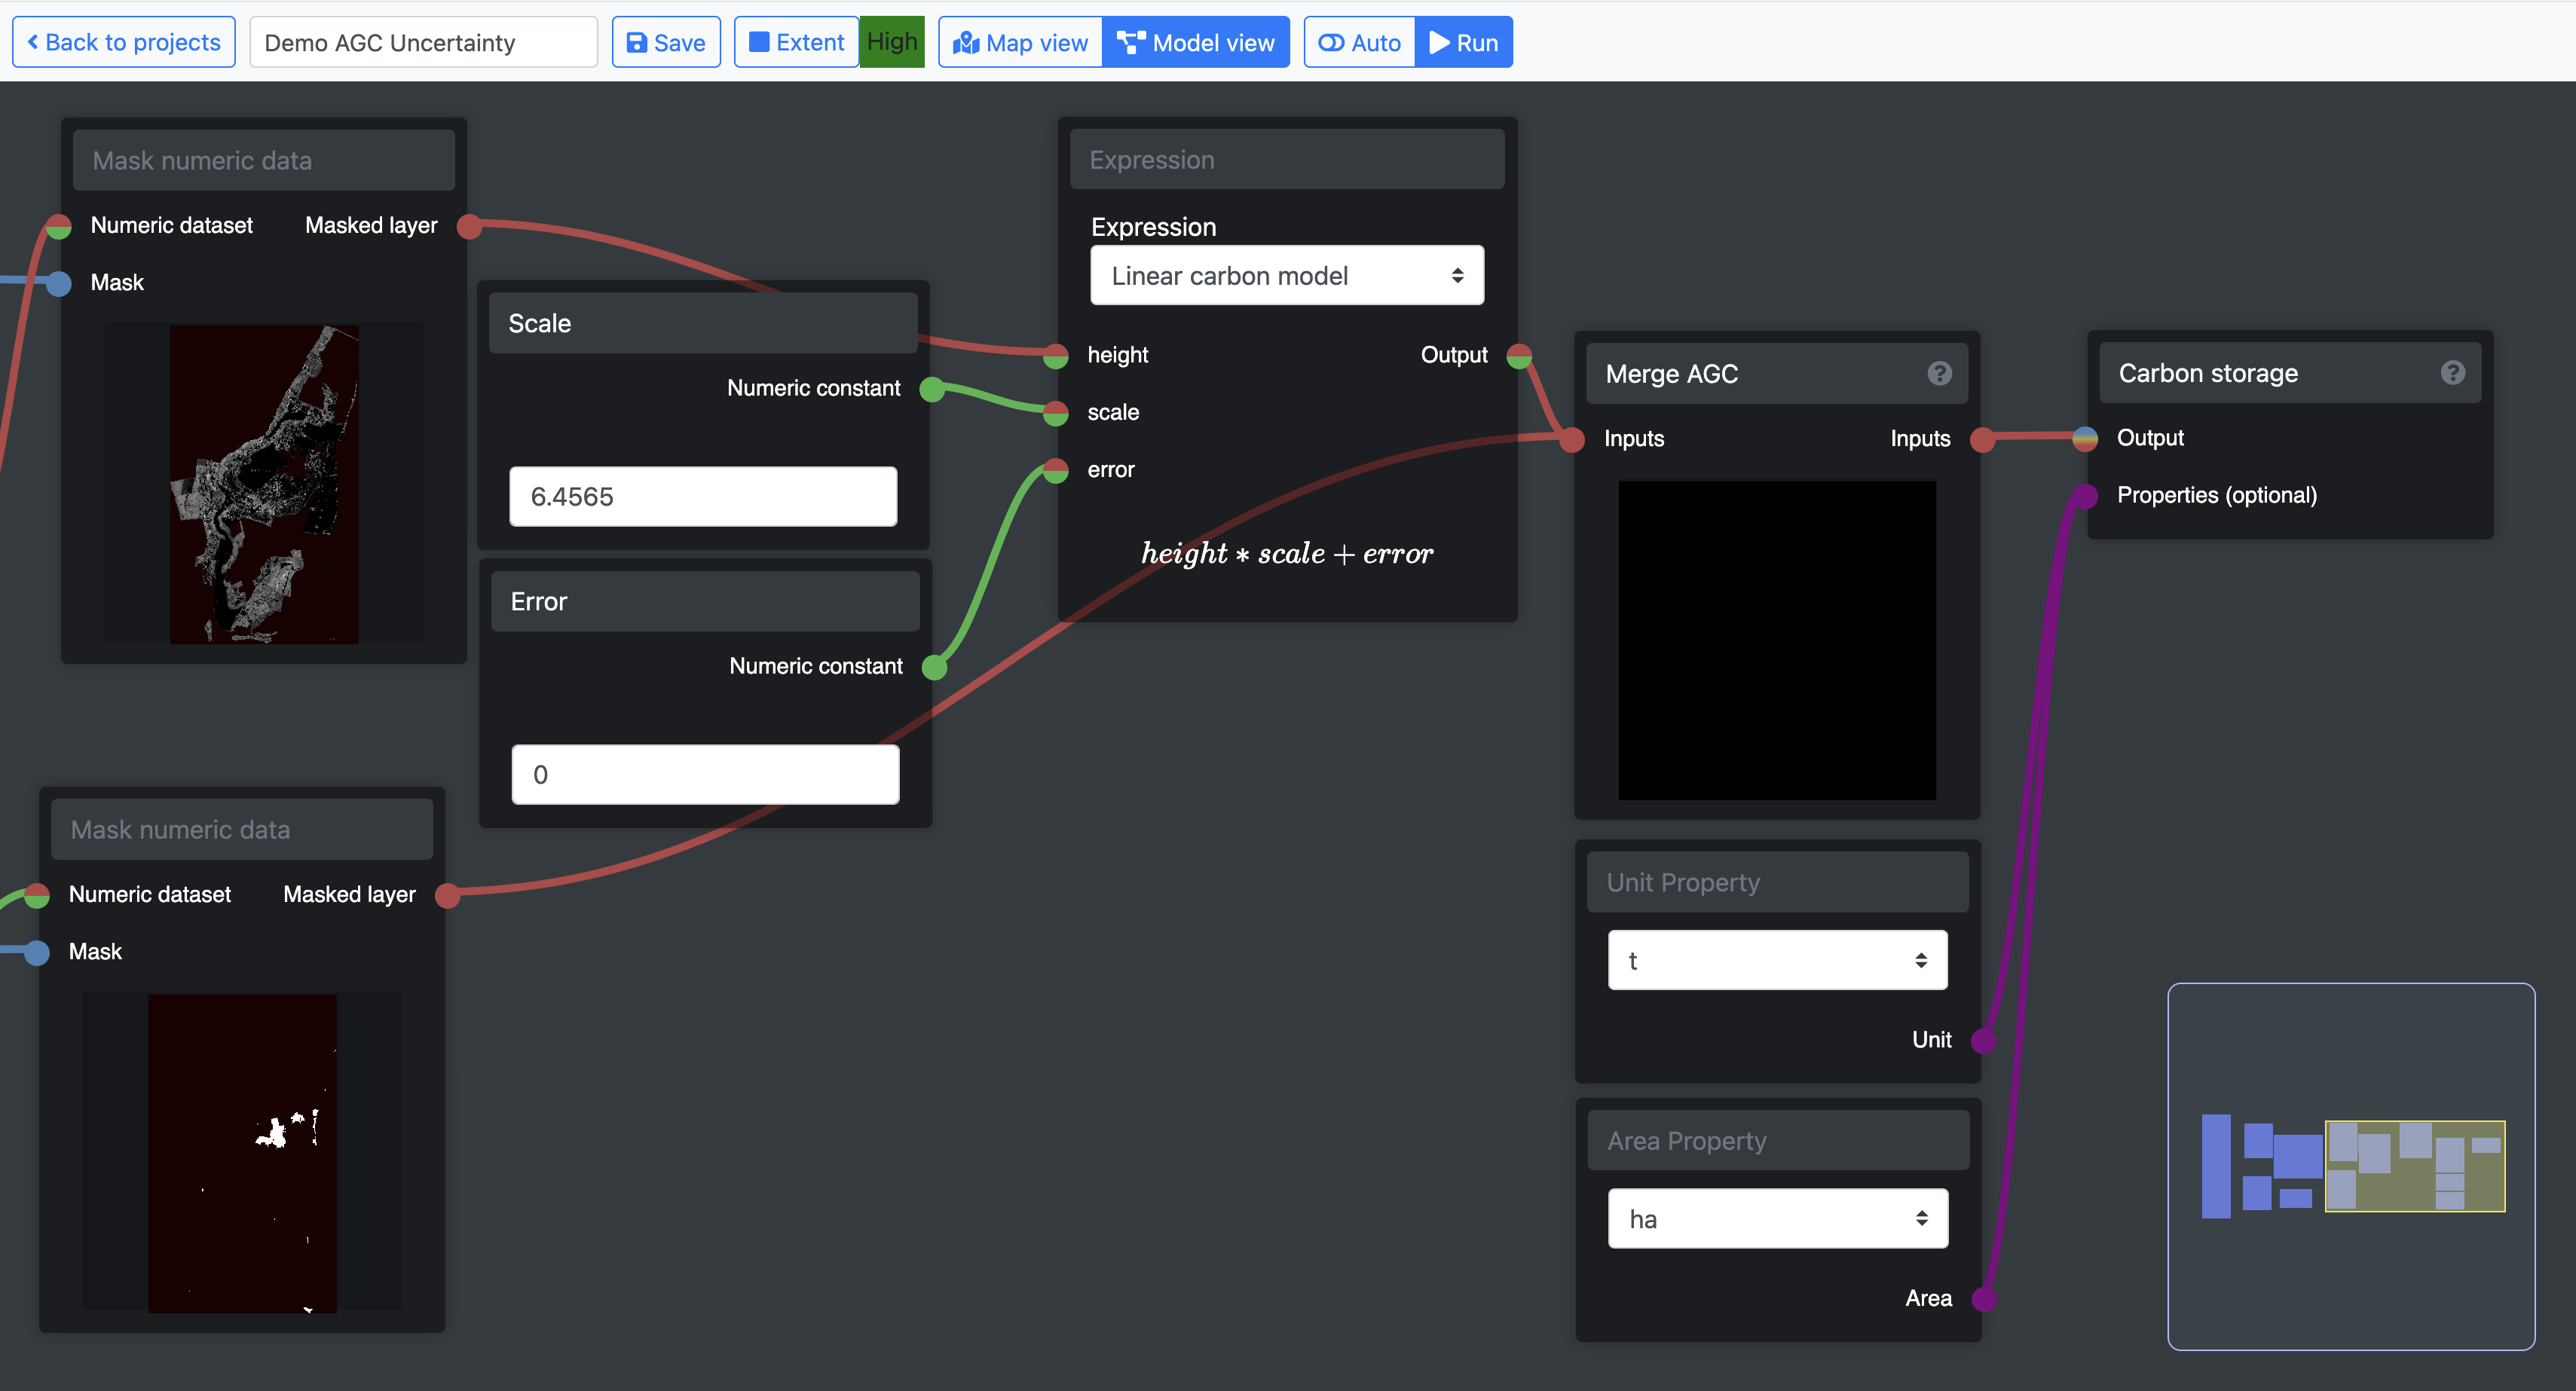 Back to projects
Demo AGC Uncertainty
Save
Extent
High
Map view
Model view
Auto
Run
Mask numeric data
Numeric dataset
Masked layer
Mask
Scale
Numeric constant
6.4565
Error
Numeric constant
0
Mask numeric data
Numeric dataset
Masked layer
Mask
Expression
Expression
Linear carbon model
height
Output
scale
error
height * scale + error
Merge AGC
?
Inputs
Inputs
Unit Property
t
Unit
Area Property
ha
Area
Carbon storage
?
Output
Properties (optional)